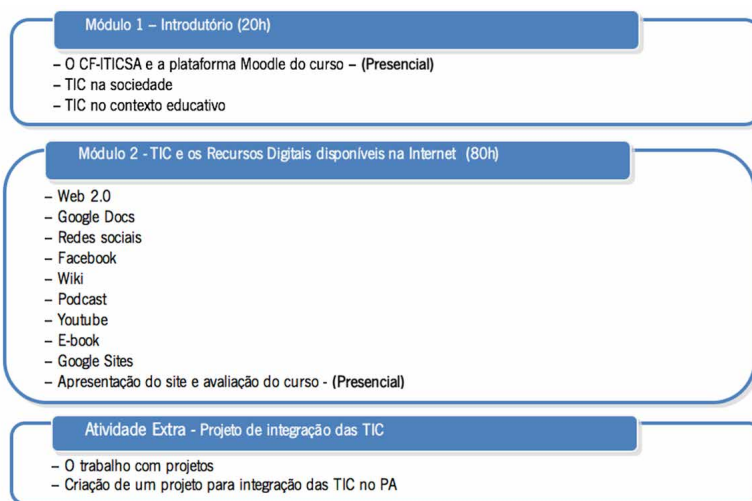 Módulo 1 – Introdutório (20h)
– O CF-ITICSA e a plataforma Moodle do curso – (Presencial)
– TIC na sociedade
– TIC no contexto educativo
Módulo 2 - TIC e os Recursos Digitais disponíveis na Internet (80h)
– Web 2.0
– Google Docs
– Redes sociais
– Facebook
– Wiki
– Podcast
– Youtube
– E-book
– Google Sites
– Apresentação do site e avaliação do curso - (Presencial)
Atividade Extra - Projeto de integração das TIC
– O trabalho com projetos
– Criação de um projeto para integração das TIC no PA